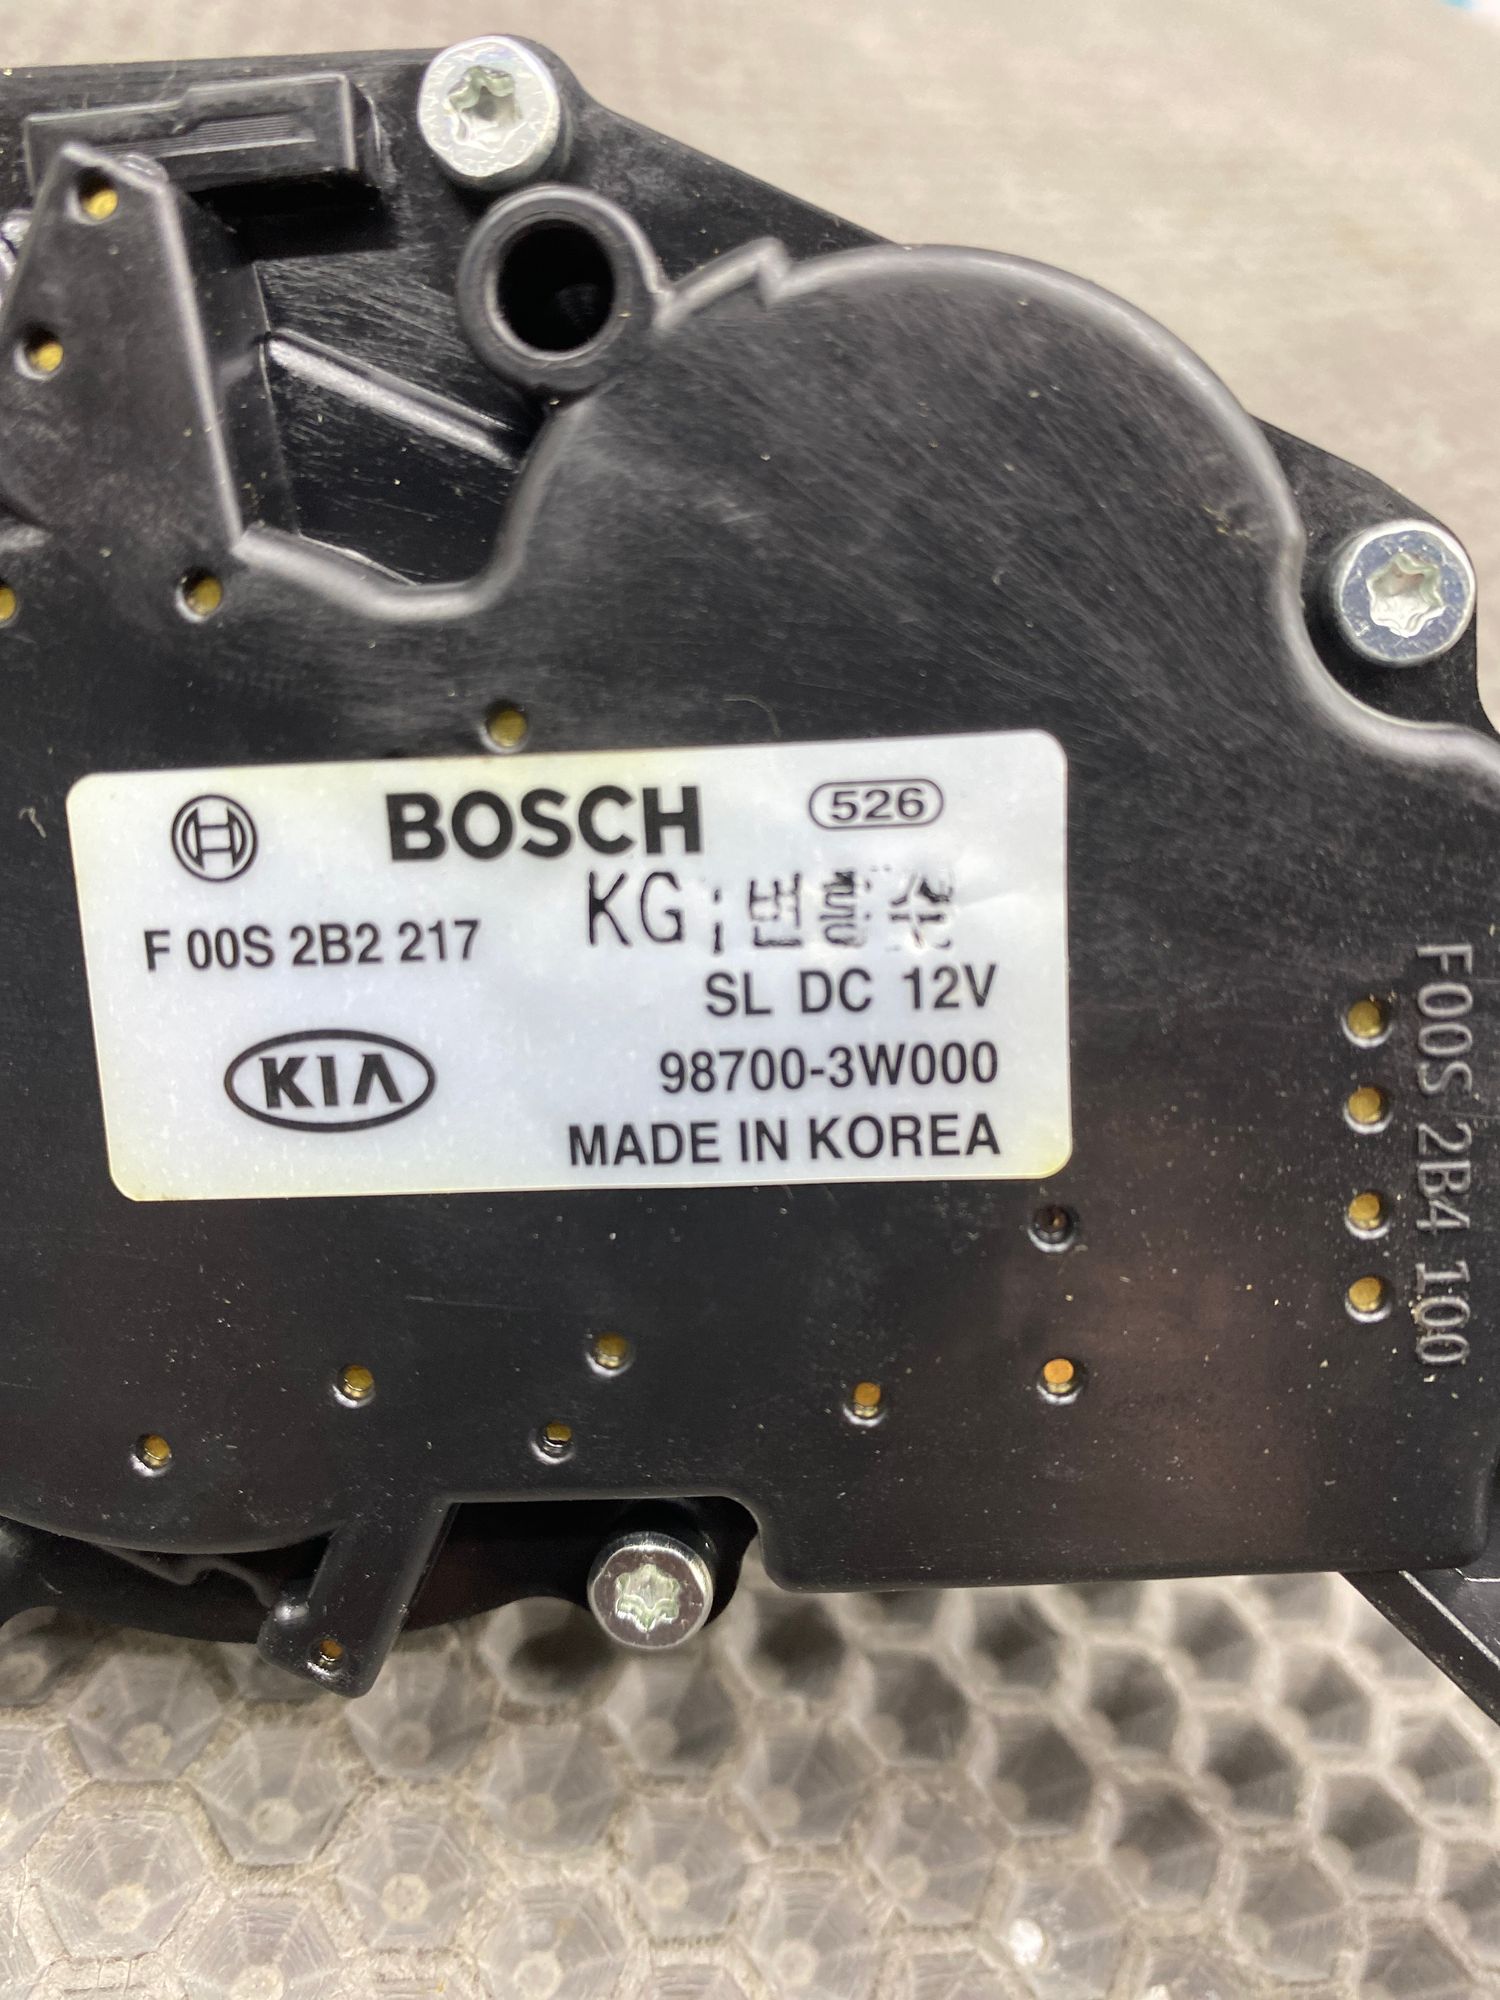 BOSCH 526
KG
F 00S 2B2 217
SL DC 12V
KIA 98700-3W000
MADE IN KOREA
F00S 2B4 100